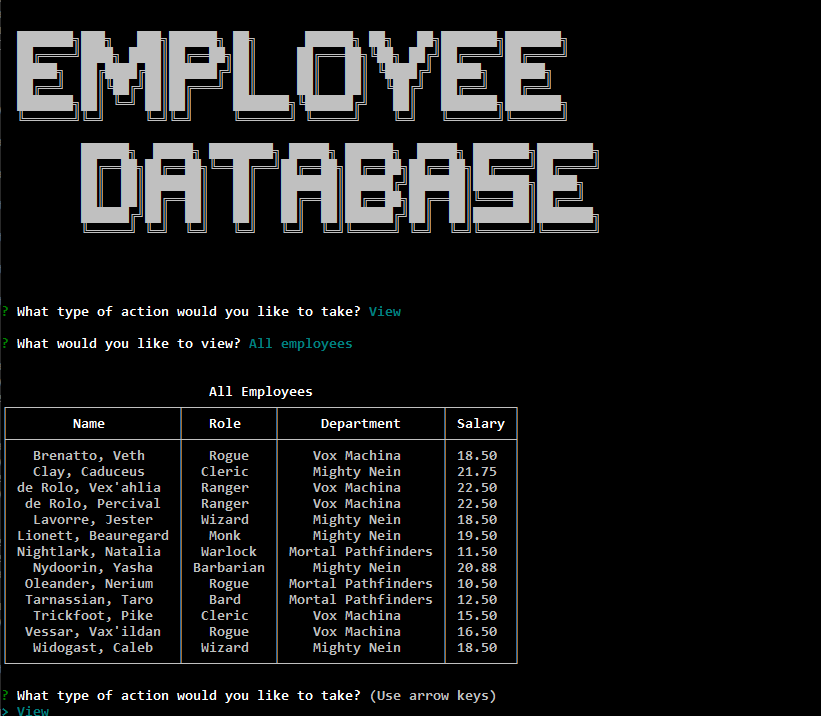 EMPLOYEE
DATABASE
? What type of action would you like to take? View
? What would you like to view? All employees
All Employees
Name Role Department Salary
Brenatto, Veth Rogue Vox Machina 18.50
Clay, Caduceus Cleric Mighty Nein 21.75
de Rolo, Vex'ahlia Ranger Vox Machina 22.50
de Rolo, Percival Ranger Vox Machina 22.50
Lavorre, Jester Wizard Mighty Nein 18.50
Lionett, Beauregard Monk Mighty Nein 19.50
Nightlark, Natalia Warlock Mortal Pathfinders 11.50
Nydoorin, Yasha Barbarian Mighty Nein 20.88
Oleander, Nerium Rogue Mortal Pathfinders 10.50
Tarnassian, Taro Bard Mortal Pathfinders 12.50
Trickfoot, Pike Cleric Vox Machina 15.50
Vessar, Vax'ildan Rogue Vox Machina 16.50
Widogast, Caleb Wizard Mighty Nein 18.50
? What type of action would you like to take? (Use arrow keys)
> View